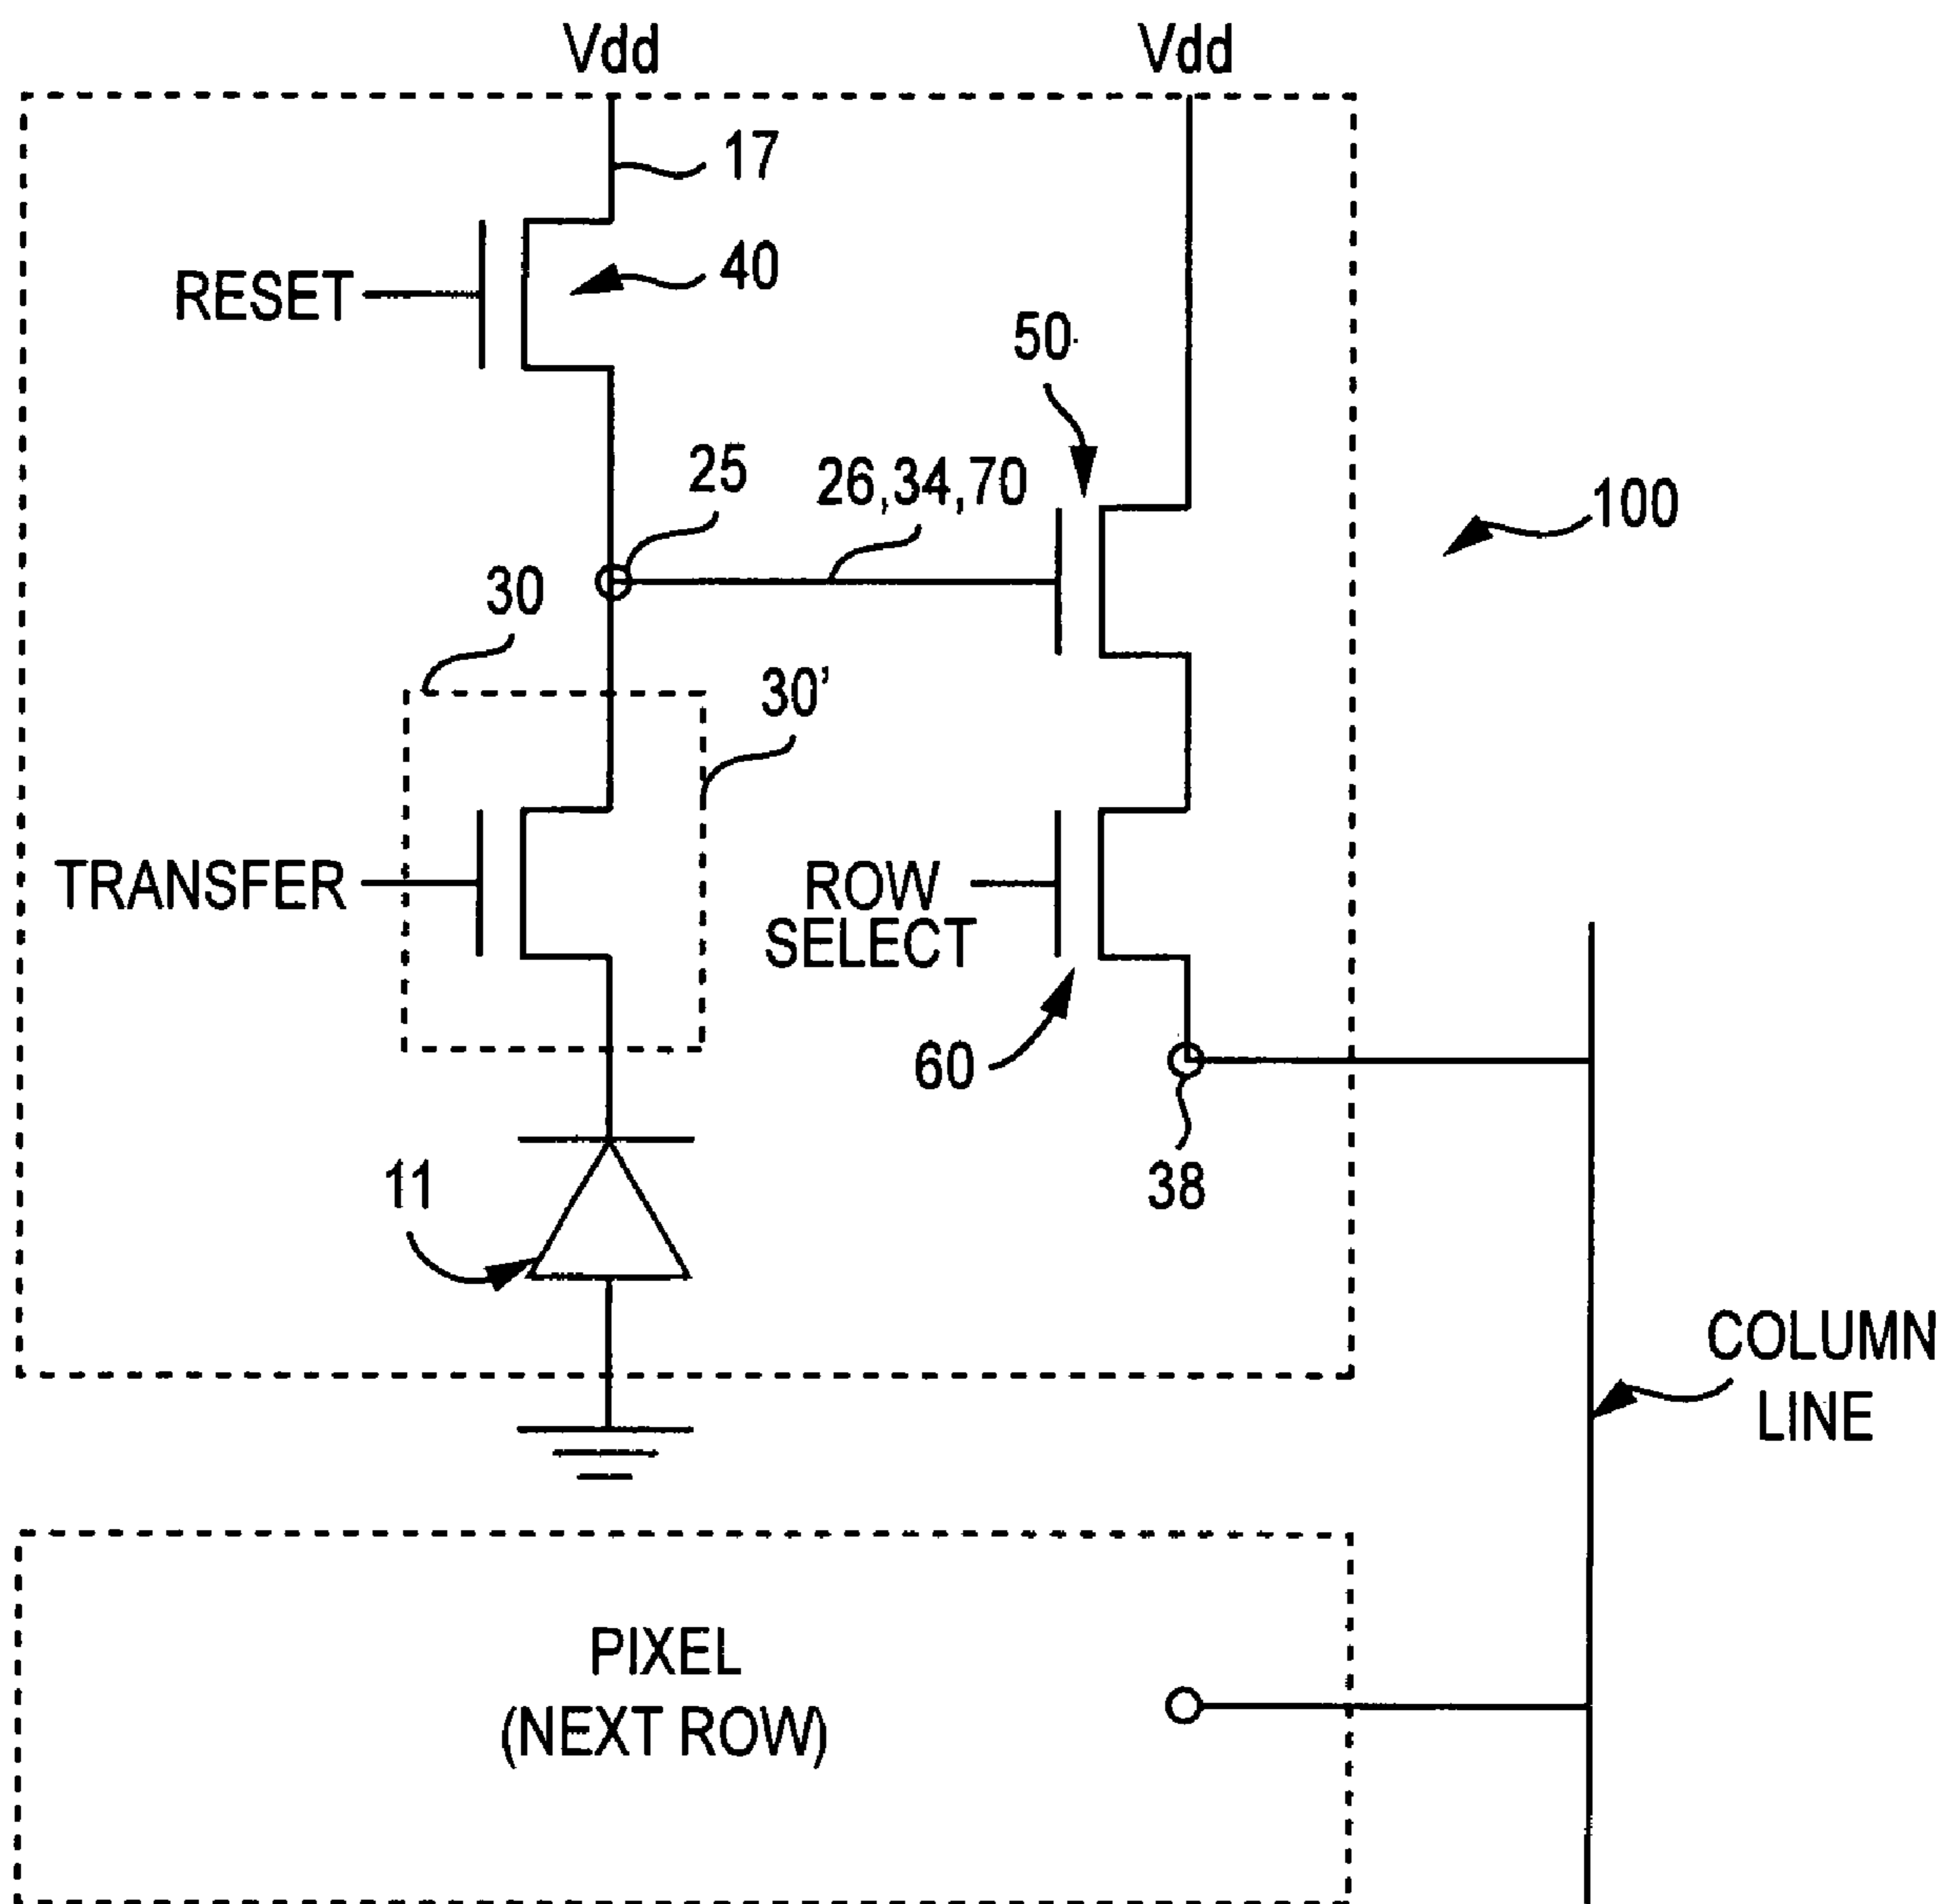 Vdd
Vdd
17
RESET
40
50
25
26,34,70
100
30
30'
TRANSFER
ROW
SELECT
60
38
11
COLUMN
LINE
PIXEL
(NEXT ROW)